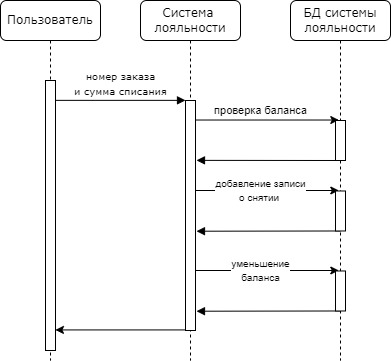 Пользователь
Система
лояльности
БД системы
лояльности
номер заказа
и сумма списания
проверка баланса
добавление записи
о снятии
уменьшение
баланса